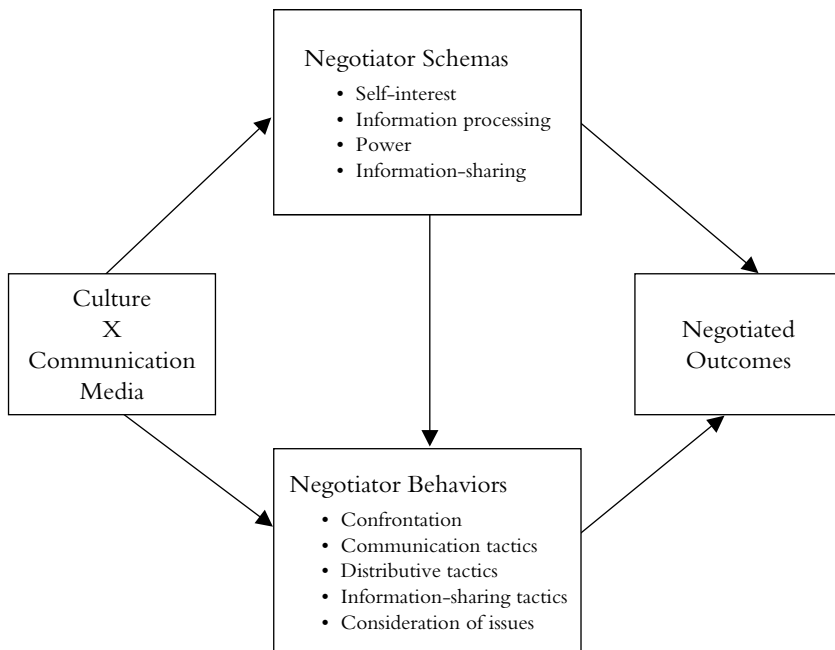 Negotiator Schemas
• Self-interest
• Information processing
• Power
• Information-sharing
Culture
X
Communication
Media
Negotiated
Outcomes
Negotiator Behaviors
• Confrontation
• Communication tactics
• Distributive tactics
• Information-sharing tactics
• Consideration of issues